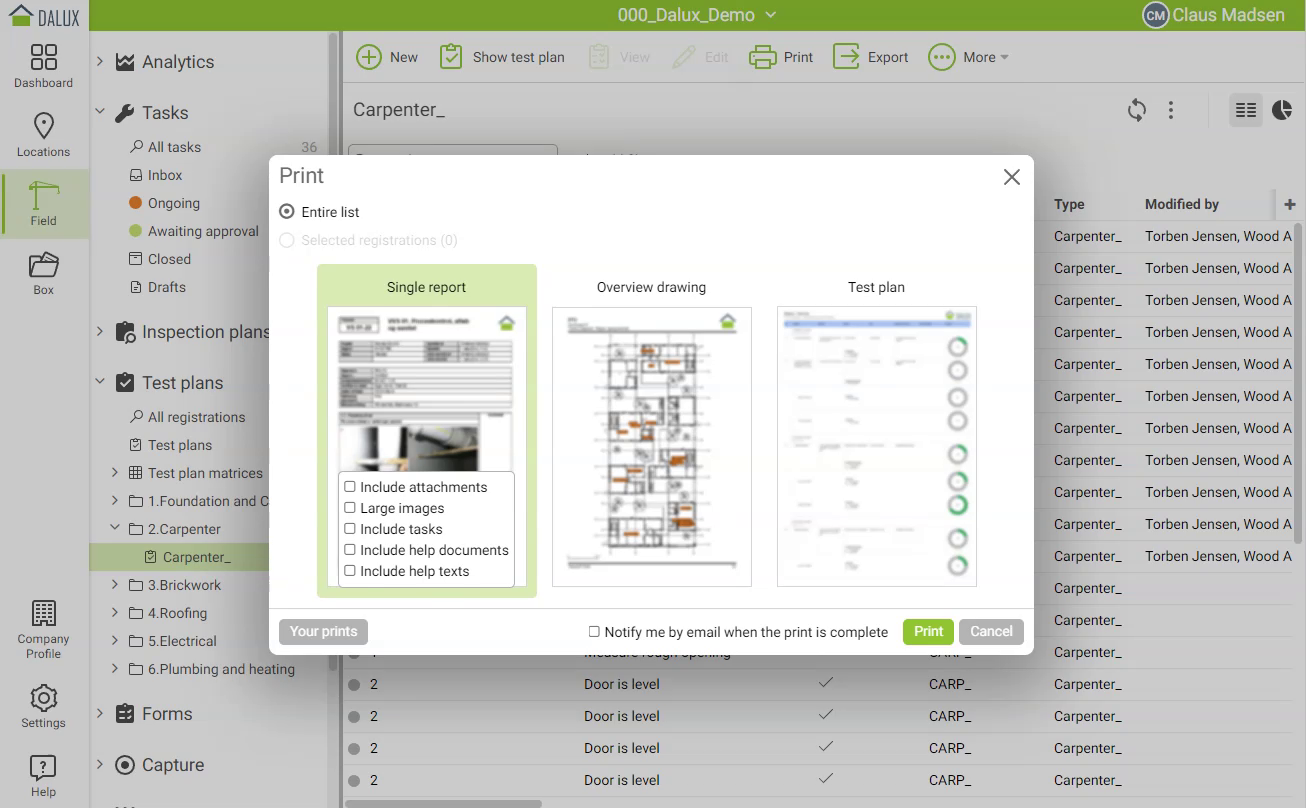 DALUX
000_Dalux_Demo
CM Claus Madsen
Dashboard
Locations
Field
Box
Company
Profile
Settings
Help
Analytics
Tasks
All tasks 36
Inbox
Ongoing
Awaiting approval
Closed
Drafts
Inspection plans
Test plans
All registrations
Test plans
Test plan matrices
1.Foundation and C
2.Carpenter
Carpenter_
3.Brickwork
4.Roofing
5.Electrical
6.Plumbing and heating
Forms
Capture
New Show test plan View Edit Print Export More
Carpenter_
Print
Entire list
Selected registrations (0)
Single report
Include attachments
Large images
Include tasks
Include help documents
Include help texts
Overview drawing
Test plan
Your prints
Notify me by email when the print is complete
Print
Cancel
Type Modified by +
Carpenter_ Torben Jensen, Wood A
Carpenter_ Torben Jensen, Wood A
Carpenter_ Torben Jensen, Wood A
Carpenter_ Torben Jensen, Wood A
Carpenter_ Torben Jensen, Wood A
Carpenter_ Torben Jensen, Wood A
Carpenter_ Torben Jensen, Wood A
Carpenter_ Torben Jensen, Wood A
Carpenter_ Torben Jensen, Wood A
Carpenter_ Torben Jensen, Wood A
Carpenter_ Torben Jensen, Wood A
Carpenter_
Carpenter_
Measure rough opening CARP_ Carpenter_
2 Door is level CARP_ Carpenter_
2 Door is level CARP_ Carpenter_
2 Door is level CARP_ Carpenter_
2 Door is level CARP_ Carpenter_